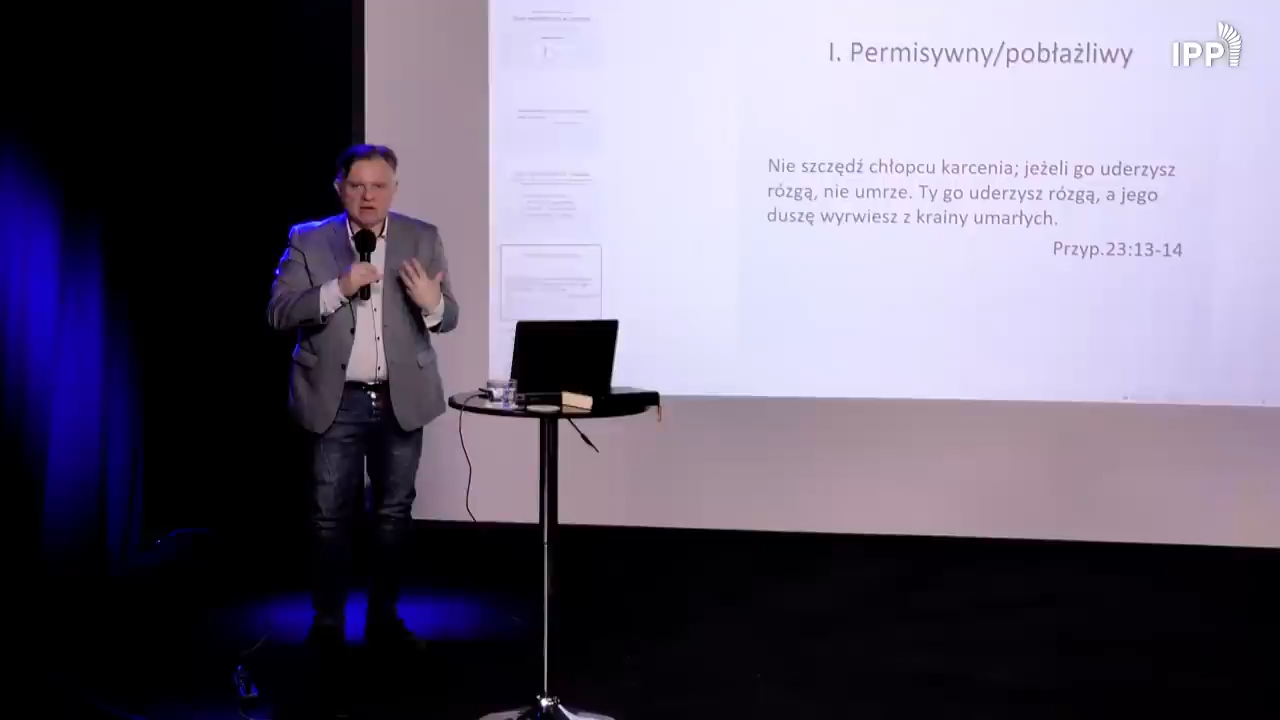 I. Permisywny/pobłażliwy
IPP
Nie szczędź chłopcu karcenia; jeżeli go uderzysz
rózgą, nie umrze. Ty go uderzysz rózgą, a jego
duszę wyrwiesz z krainy umarłych.
Przyp.23:13-14